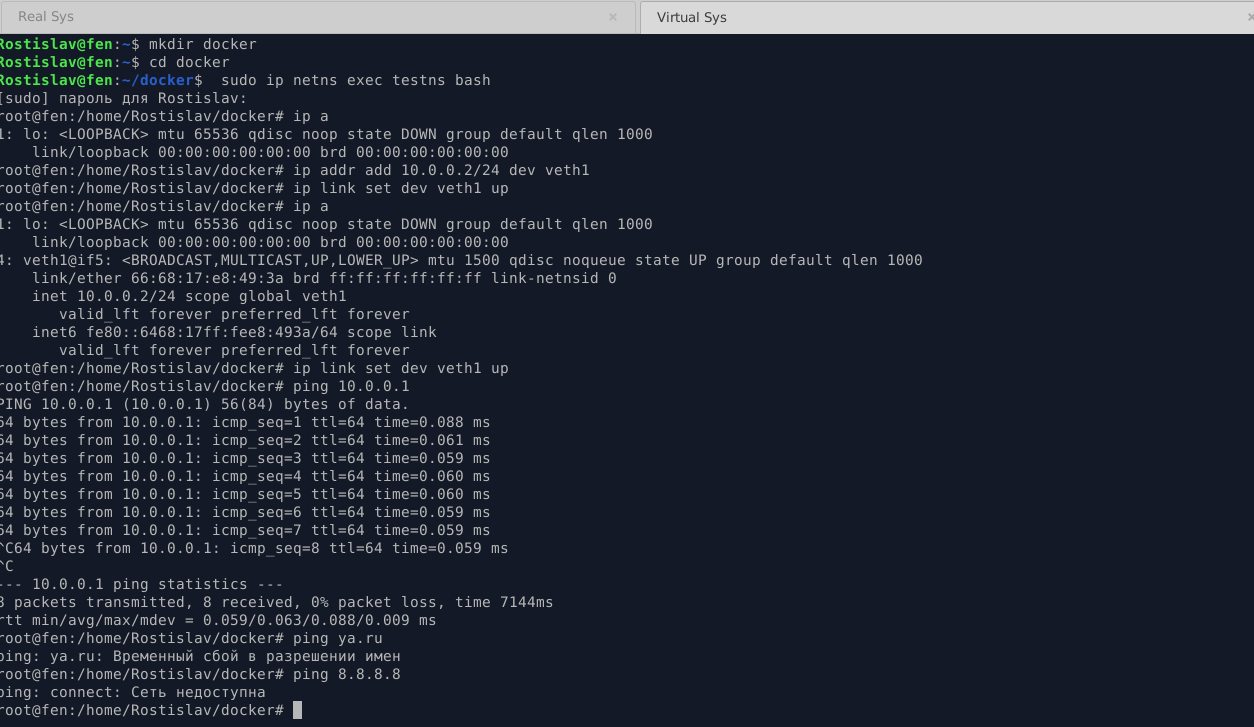 Real Sys ×
Virtual Sys ×
Rostislav@fen:~$ mkdir docker
Rostislav@fen:~$ cd docker
Rostislav@fen:~/docker$  sudo ip netns exec testns bash
[sudo] пароль для Rostislav:
root@fen:/home/Rostislav/docker# ip a
1: lo: <LOOPBACK> mtu 65536 qdisc noop state DOWN group default qlen 1000
    link/loopback 00:00:00:00:00:00 brd 00:00:00:00:00:00
root@fen:/home/Rostislav/docker# ip addr add 10.0.0.2/24 dev veth1
root@fen:/home/Rostislav/docker# ip link set dev veth1 up
root@fen:/home/Rostislav/docker# ip a
1: lo: <LOOPBACK> mtu 65536 qdisc noop state DOWN group default qlen 1000
    link/loopback 00:00:00:00:00:00 brd 00:00:00:00:00:00
4: veth1@if5: <BROADCAST,MULTICAST,UP,LOWER_UP> mtu 1500 qdisc noqueue state UP group default qlen 1000
    link/ether 66:68:17:e8:49:3a brd ff:ff:ff:ff:ff:ff link-netnsid 0
    inet 10.0.0.2/24 scope global veth1
       valid_lft forever preferred_lft forever
    inet6 fe80::6468:17ff:fee8:493a/64 scope link
       valid_lft forever preferred_lft forever
root@fen:/home/Rostislav/docker# ip link set dev veth1 up
root@fen:/home/Rostislav/docker# ping 10.0.0.1
PING 10.0.0.1 (10.0.0.1) 56(84) bytes of data.
64 bytes from 10.0.0.1: icmp_seq=1 ttl=64 time=0.088 ms
64 bytes from 10.0.0.1: icmp_seq=2 ttl=64 time=0.061 ms
64 bytes from 10.0.0.1: icmp_seq=3 ttl=64 time=0.059 ms
64 bytes from 10.0.0.1: icmp_seq=4 ttl=64 time=0.060 ms
64 bytes from 10.0.0.1: icmp_seq=5 ttl=64 time=0.060 ms
64 bytes from 10.0.0.1: icmp_seq=6 ttl=64 time=0.059 ms
64 bytes from 10.0.0.1: icmp_seq=7 ttl=64 time=0.059 ms
^C64 bytes from 10.0.0.1: icmp_seq=8 ttl=64 time=0.059 ms
^C
--- 10.0.0.1 ping statistics ---
8 packets transmitted, 8 received, 0% packet loss, time 7144ms
rtt min/avg/max/mdev = 0.059/0.063/0.088/0.009 ms
root@fen:/home/Rostislav/docker# ping ya.ru
ping: ya.ru: Временный сбой в разрешении имен
root@fen:/home/Rostislav/docker# ping 8.8.8.8
ping: connect: Сеть недоступна
root@fen:/home/Rostislav/docker#